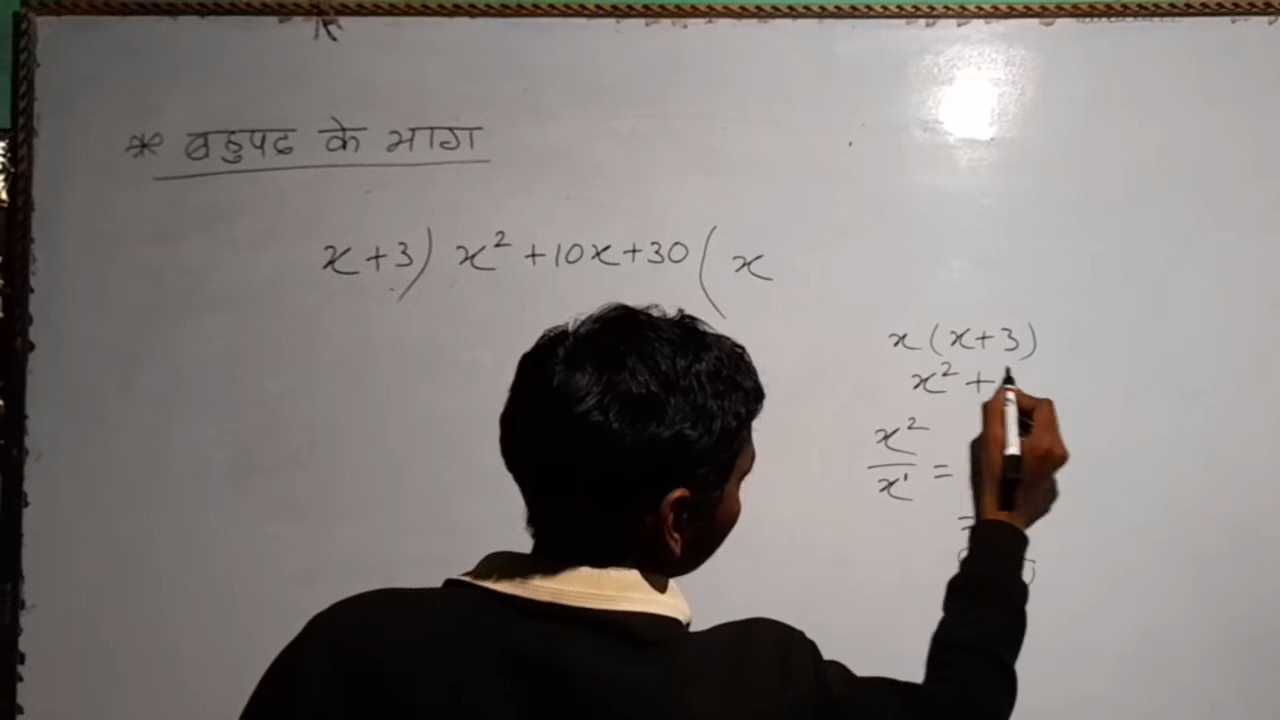 * बहुपद के भाग
x+3) x² +10x+30 ( x
x(x+3)
x² +
x²
x¹ =